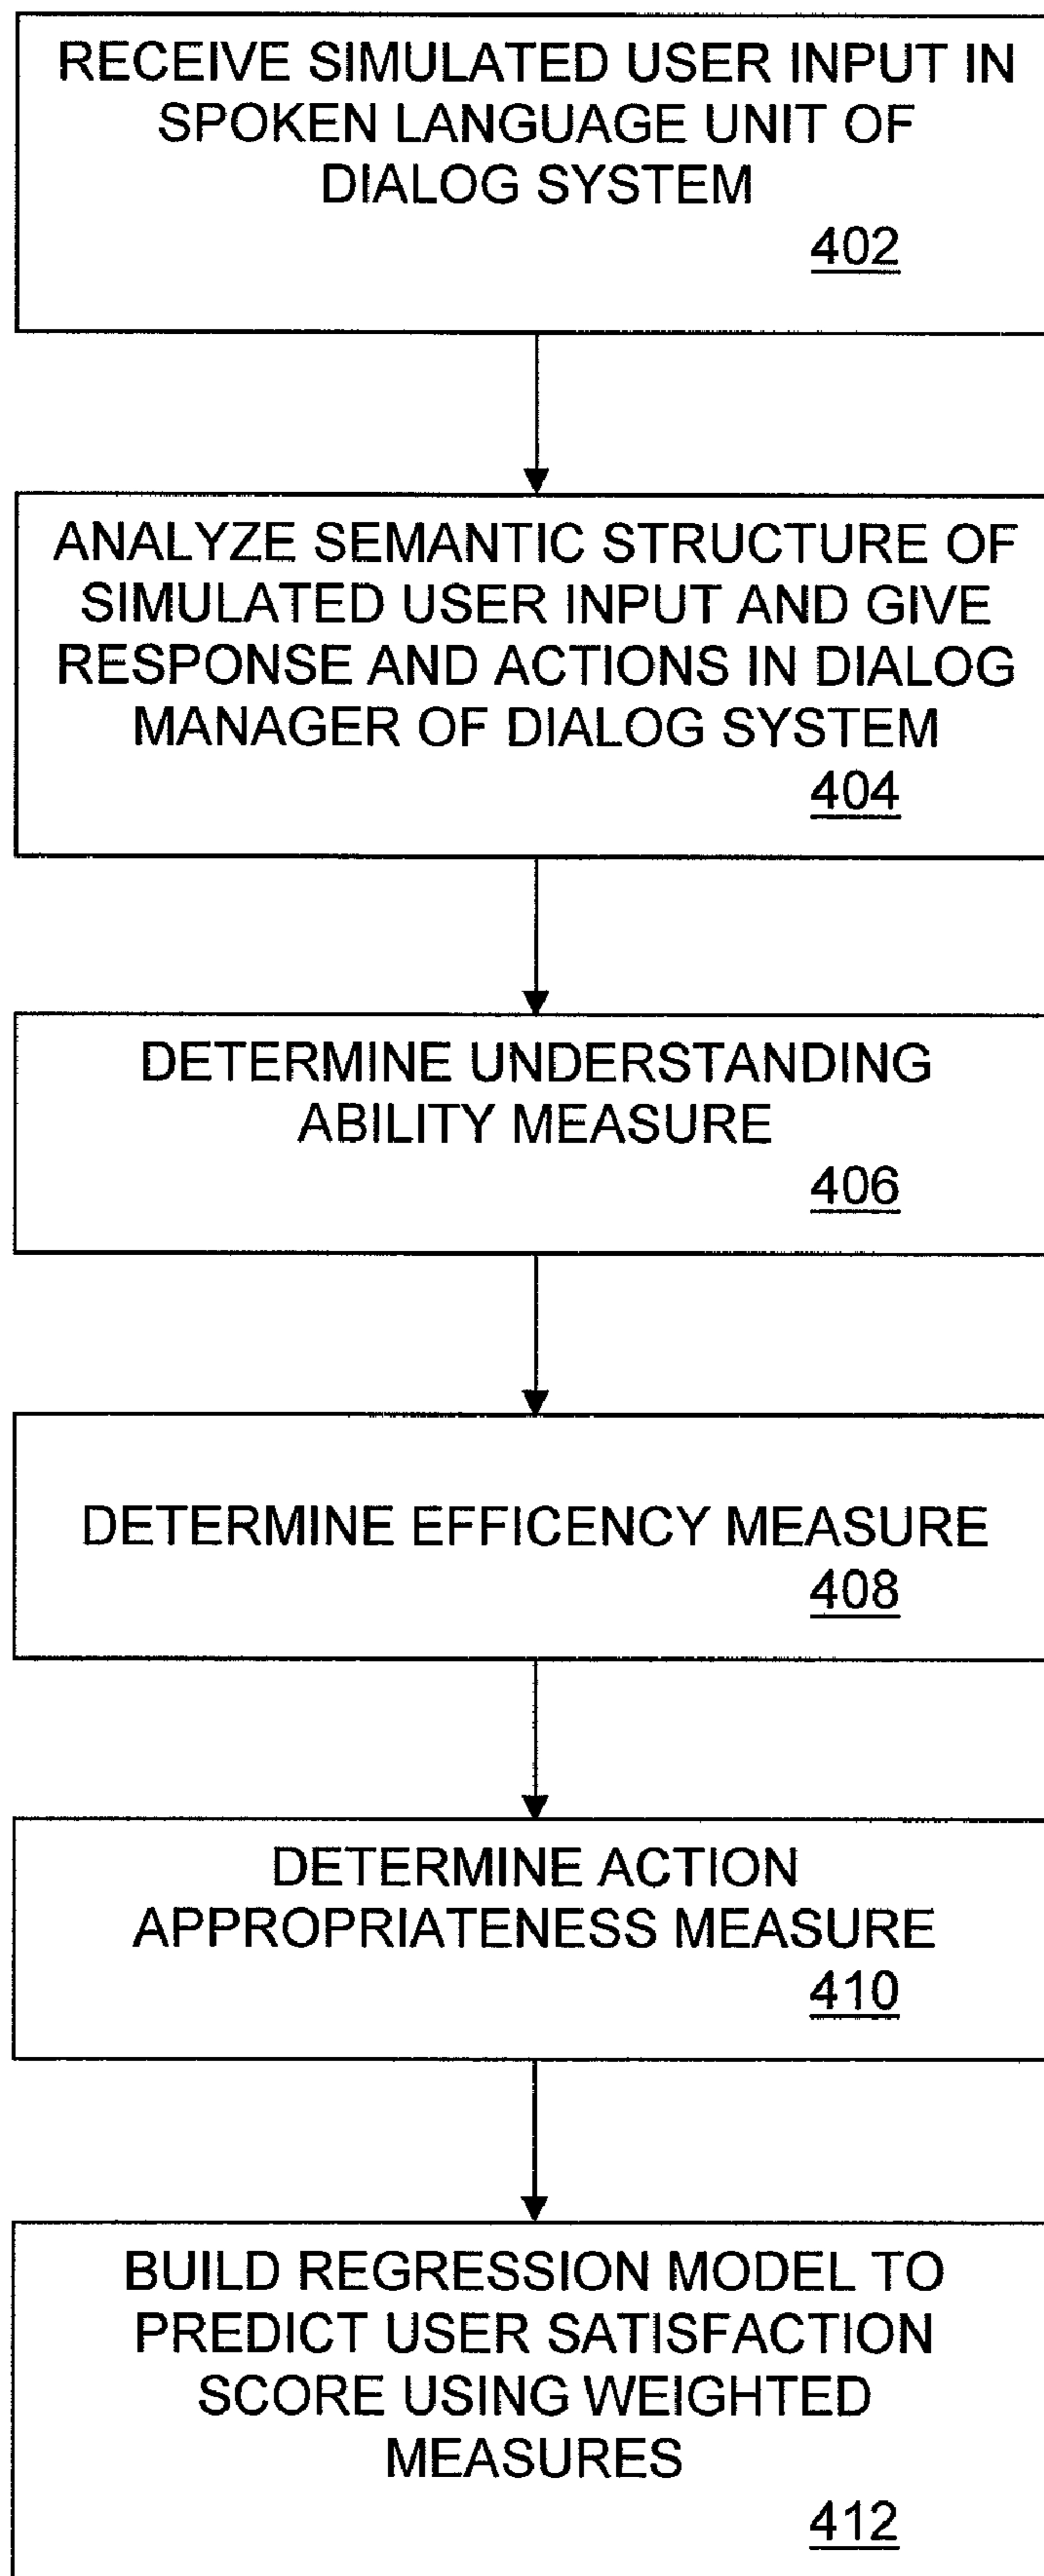 RECEIVE SIMULATED USER INPUT IN
SPOKEN LANGUAGE UNIT OF
DIALOG SYSTEM
402
ANALYZE SEMANTIC STRUCTURE OF
SIMULATED USER INPUT AND GIVE
RESPONSE AND ACTIONS IN DIALOG
MANAGER OF DIALOG SYSTEM
404
DETERMINE UNDERSTANDING
ABILITY MEASURE
406
DETERMINE EFFICENCY MEASURE
408
DETERMINE ACTION
APPROPRIATENESS MEASURE
410
BUILD REGRESSION MODEL TO
PREDICT USER SATISFACTION
SCORE USING WEIGHTED
MEASURES
412